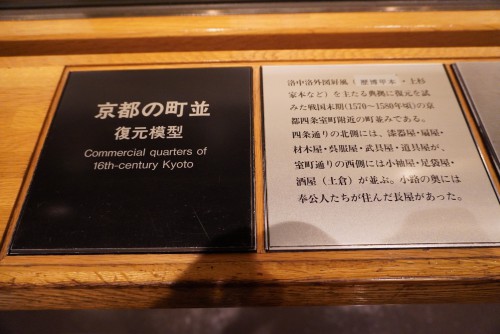 京都の町並
復元模型
Commercial quarters of
16th-century Kyoto
洛中洛外図屏風（歴博甲本・上杉
家本など）を主たる典拠に復元を試
みた戦国末期(1570～1580年頃)の京
都四条室町附近の町並みである。
四条通りの北側には、漆器屋・扇屋・
材木屋・呉服屋・武具屋・道具屋が、
室町通りの西側には小袖屋・足袋屋・
酒屋（土倉）が並ぶ。小路の奥には
奉公人たちが住んだ長屋があった。